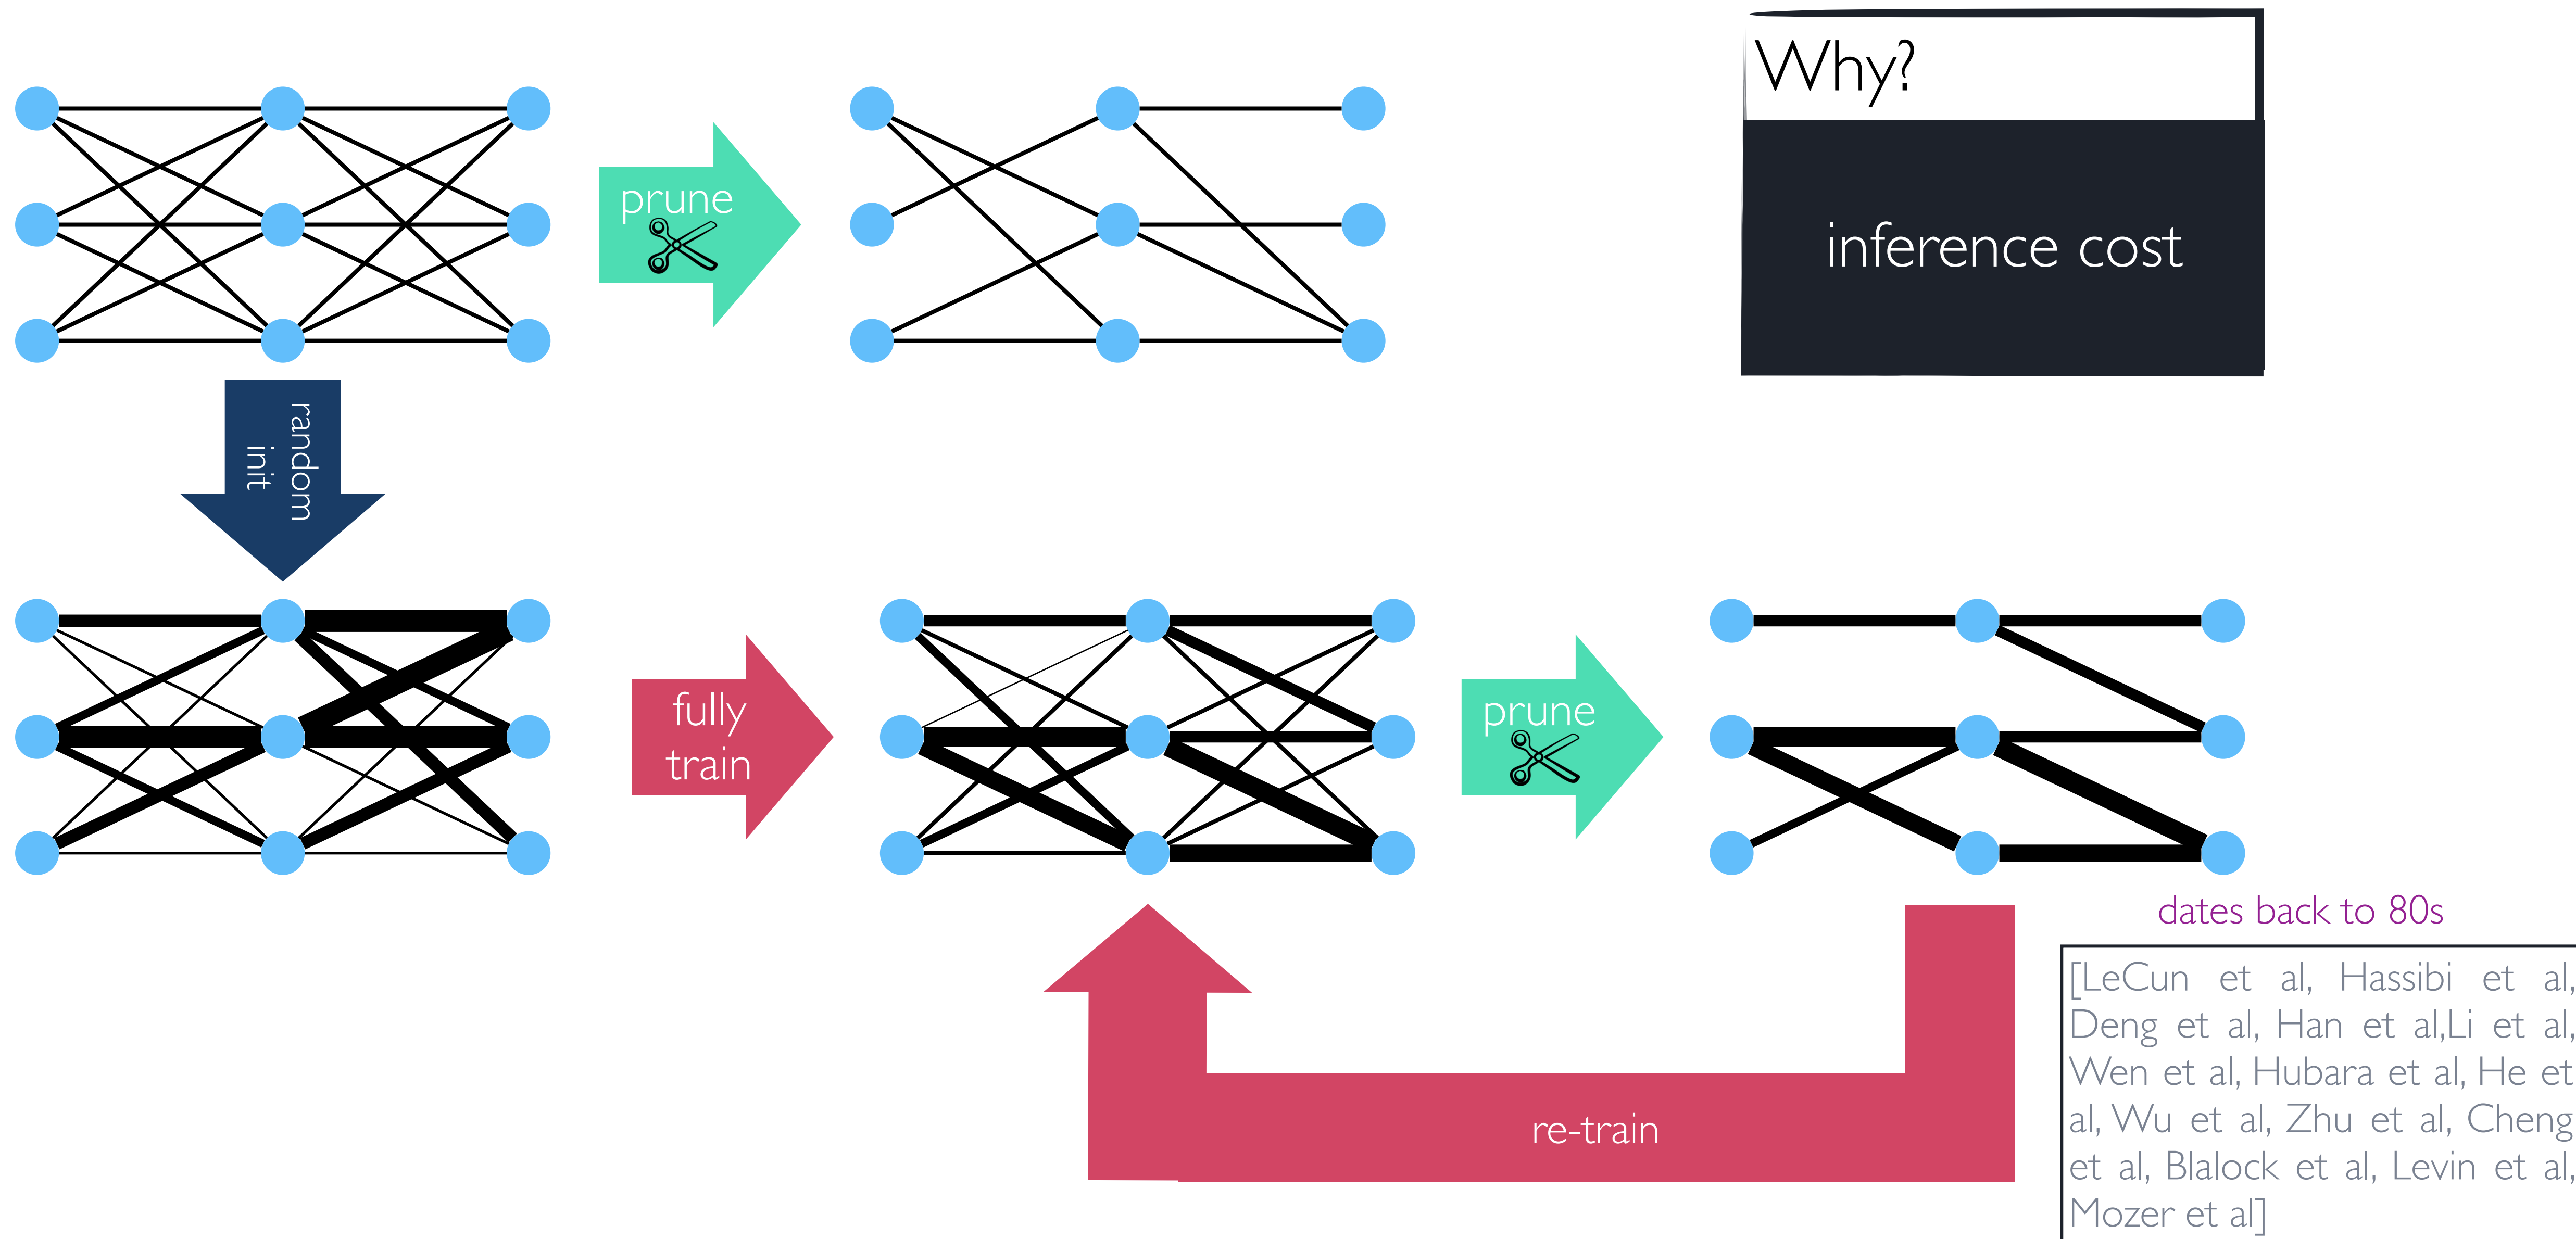 Why?
prune
inference cost
random
init
fully
train
prune
dates back to 80s
[LeCun et al, Hassibi et al,
Deng et al, Han et al,Li et al,
Wen et al, Hubara et al, He et
al, Wu et al, Zhu et al, Cheng
et al, Blalock et al, Levin et al,
Mozer et al]
re-train